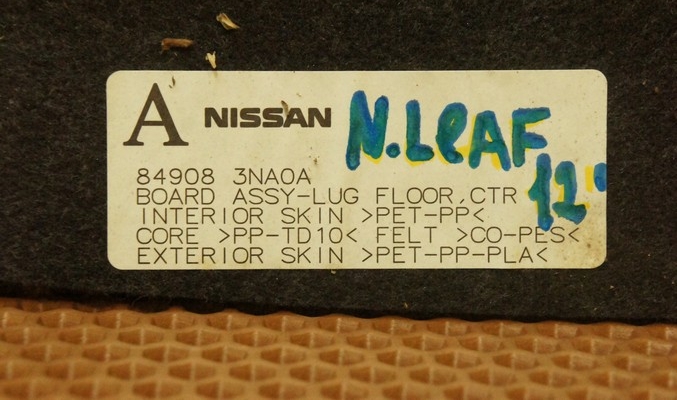 A NISSAN N.LeAF
84908 3NA0A
BOARD ASSY-LUG FLOOR,CTR 12"
INTERIOR SKIN >PET-PP<
CORE >PP-TD10< FELT >CO-PES<
EXTERIOR SKIN >PET-PP-PLA<